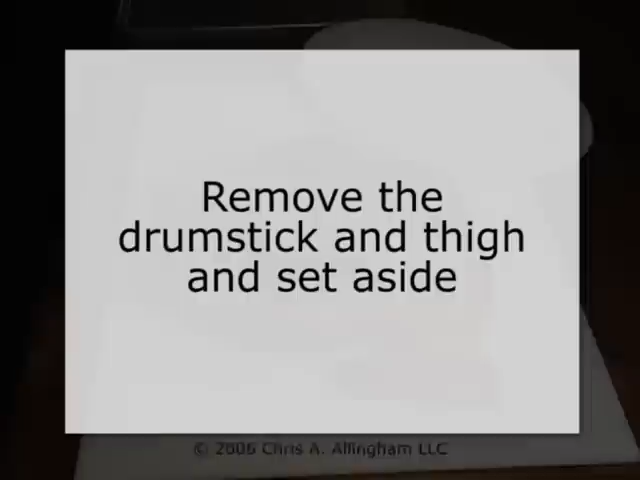 Remove the
drumstick and thigh
and set aside
© 2006 Chris A. Allingham LLC